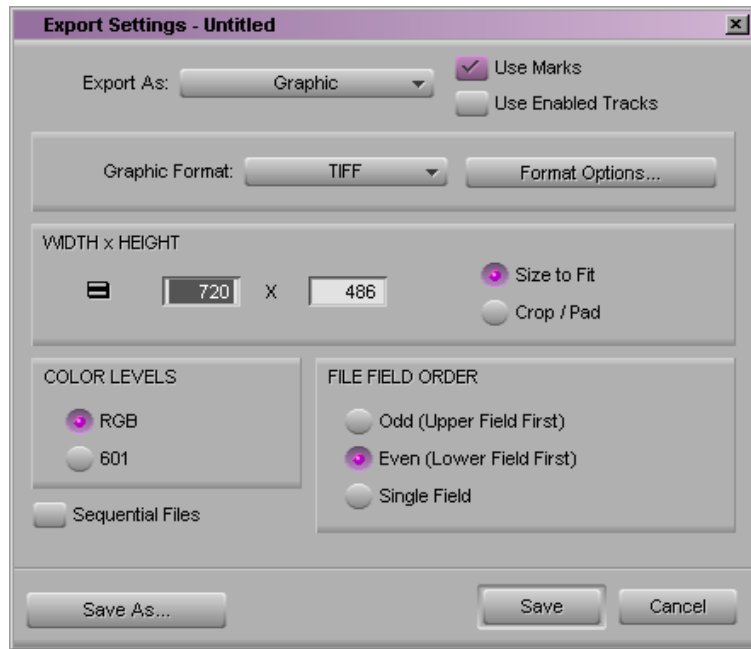 Export Settings - Untitled
Export As: Graphic
Use Marks
Use Enabled Tracks
Graphic Format: TIFF Format Options...
WIDTH x HEIGHT
720 X 486
Size to Fit
Crop / Pad
COLOR LEVELS
RGB
601
FILE FIELD ORDER
Odd (Upper Field First)
Even (Lower Field First)
Single Field
Sequential Files
Save As... Save Cancel